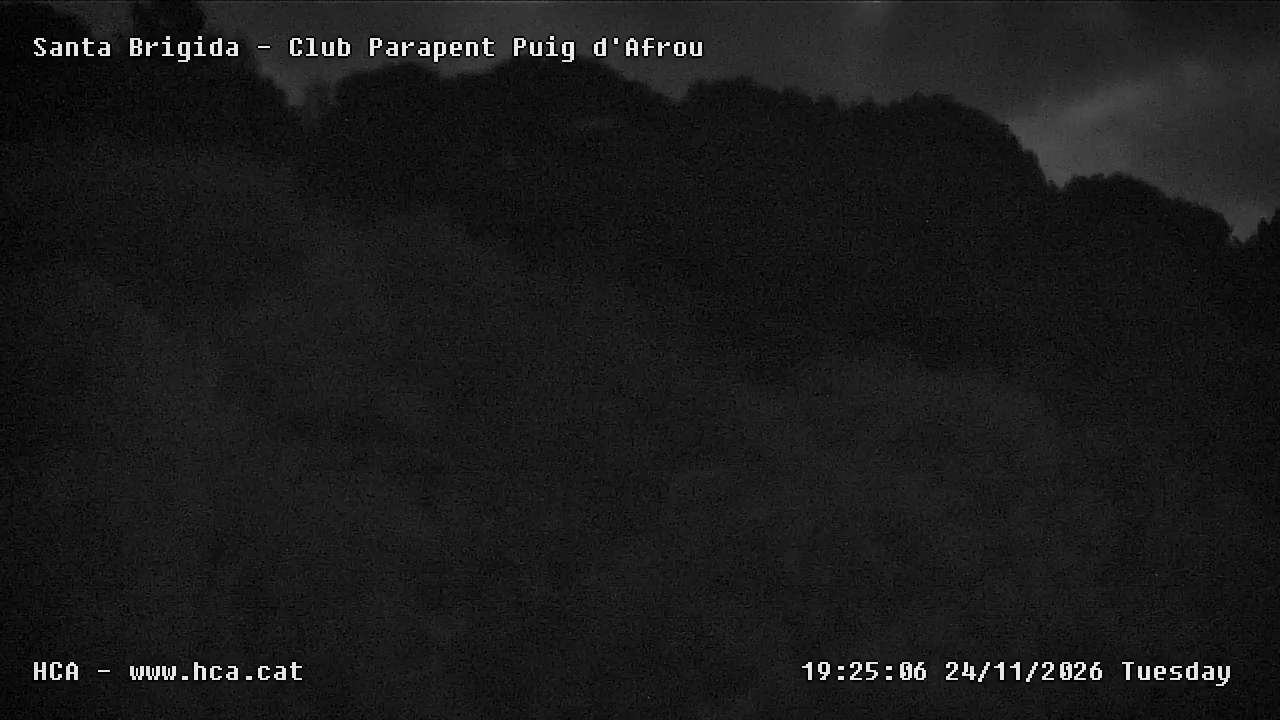 Santa Brigida - Club Parapent Puig d'Afrou
HCA - www.hca.cat
19:25:06 24/11/2026 Tuesday